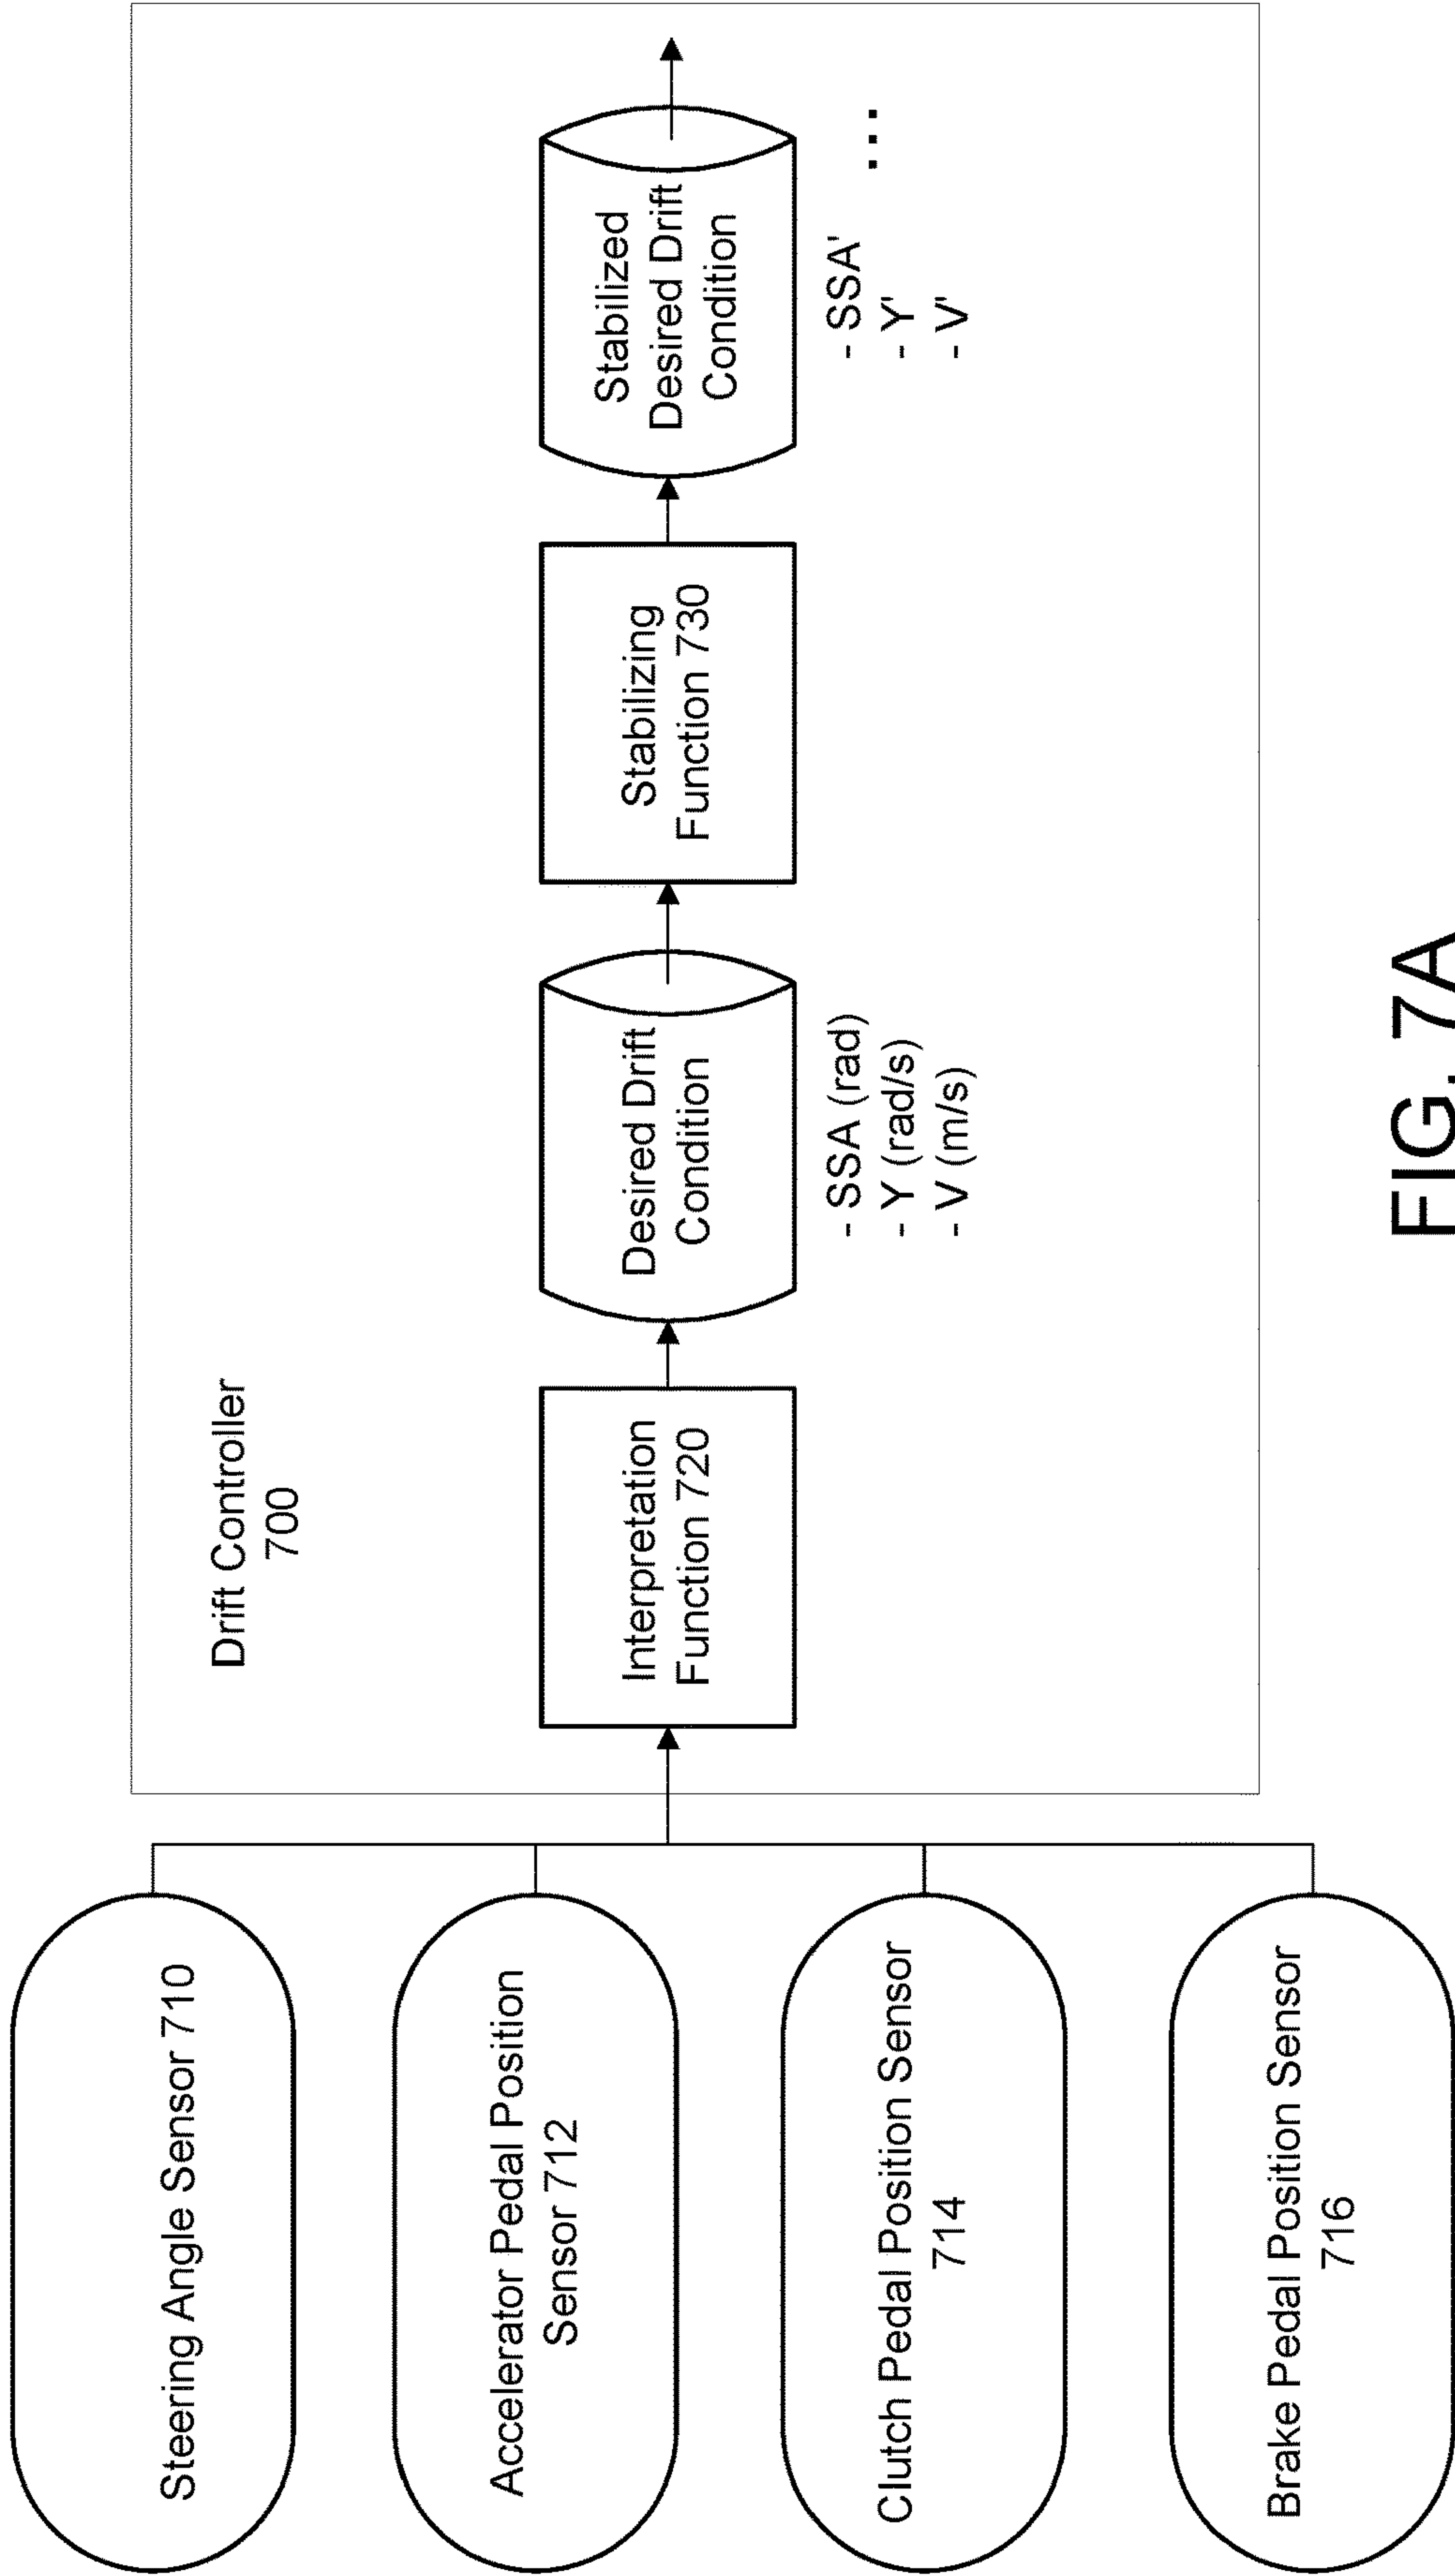 Steering Angle Sensor 710
Accelerator Pedal Position
Sensor 712
Clutch Pedal Position Sensor
714
Brake Pedal Position Sensor
716
Drift Controller
700
Interpretation
Function 720
Desired Drift
Condition
- SSA (rad)
- Y (rad/s)
- V (m/s)
Stabilizing
Function 730
Stabilized
Desired Drift
Condition
- SSA'
- Y'
- V'
...
FIG. 7A